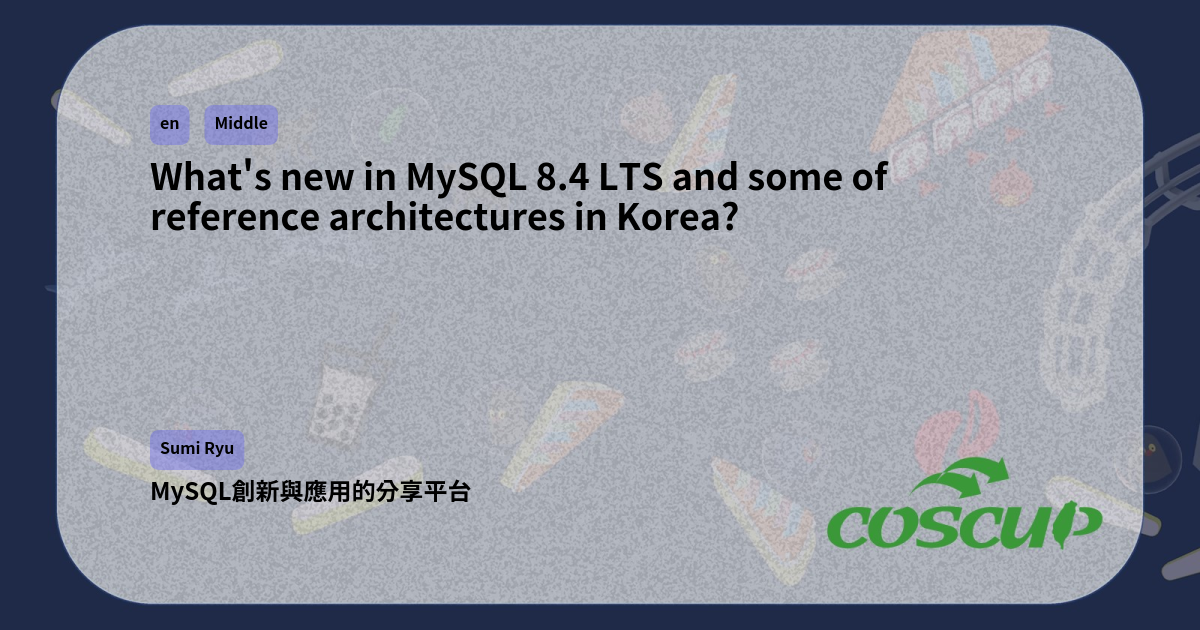 en Middle
What's new in MySQL 8.4 LTS and some of
reference architectures in Korea?
Sumi Ryu
MySQL創新與應用的分享平台
COSCUP